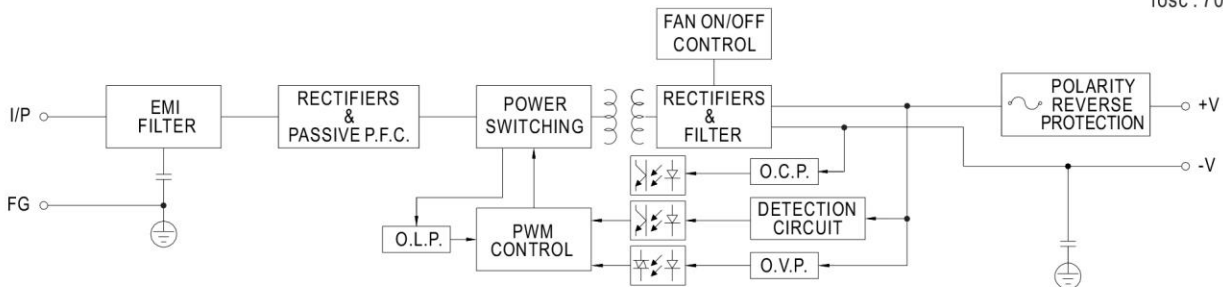 fosc : 70
FAN ON/OFF
CONTROL
I/P
EMI
FILTER
RECTIFIERS
&
PASSIVE P.F.C.
POWER
SWITCHING
RECTIFIERS
&
FILTER
POLARITY
REVERSE
PROTECTION
+V
-V
O.C.P.
FG
O.L.P.
PWM
CONTROL
DETECTION
CIRCUIT
O.V.P.